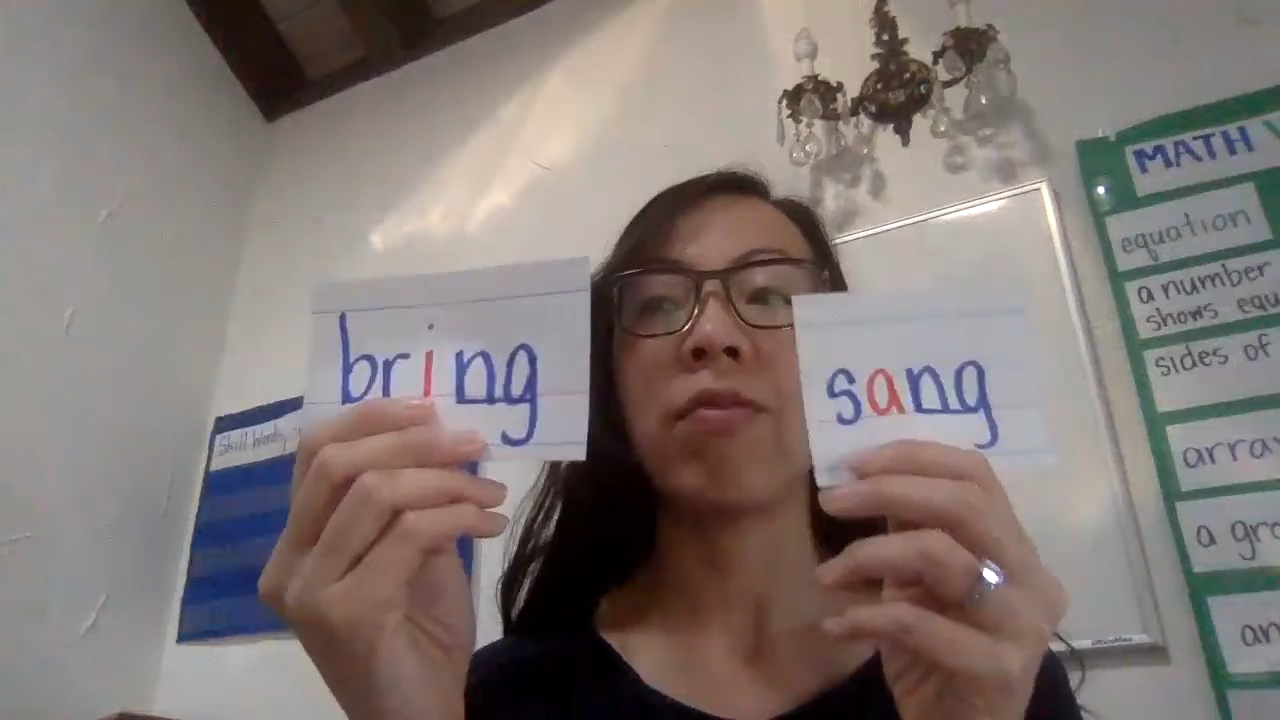 bring
sang
MATH
equation
a number
shows equ
sides of
arra
a gro
an